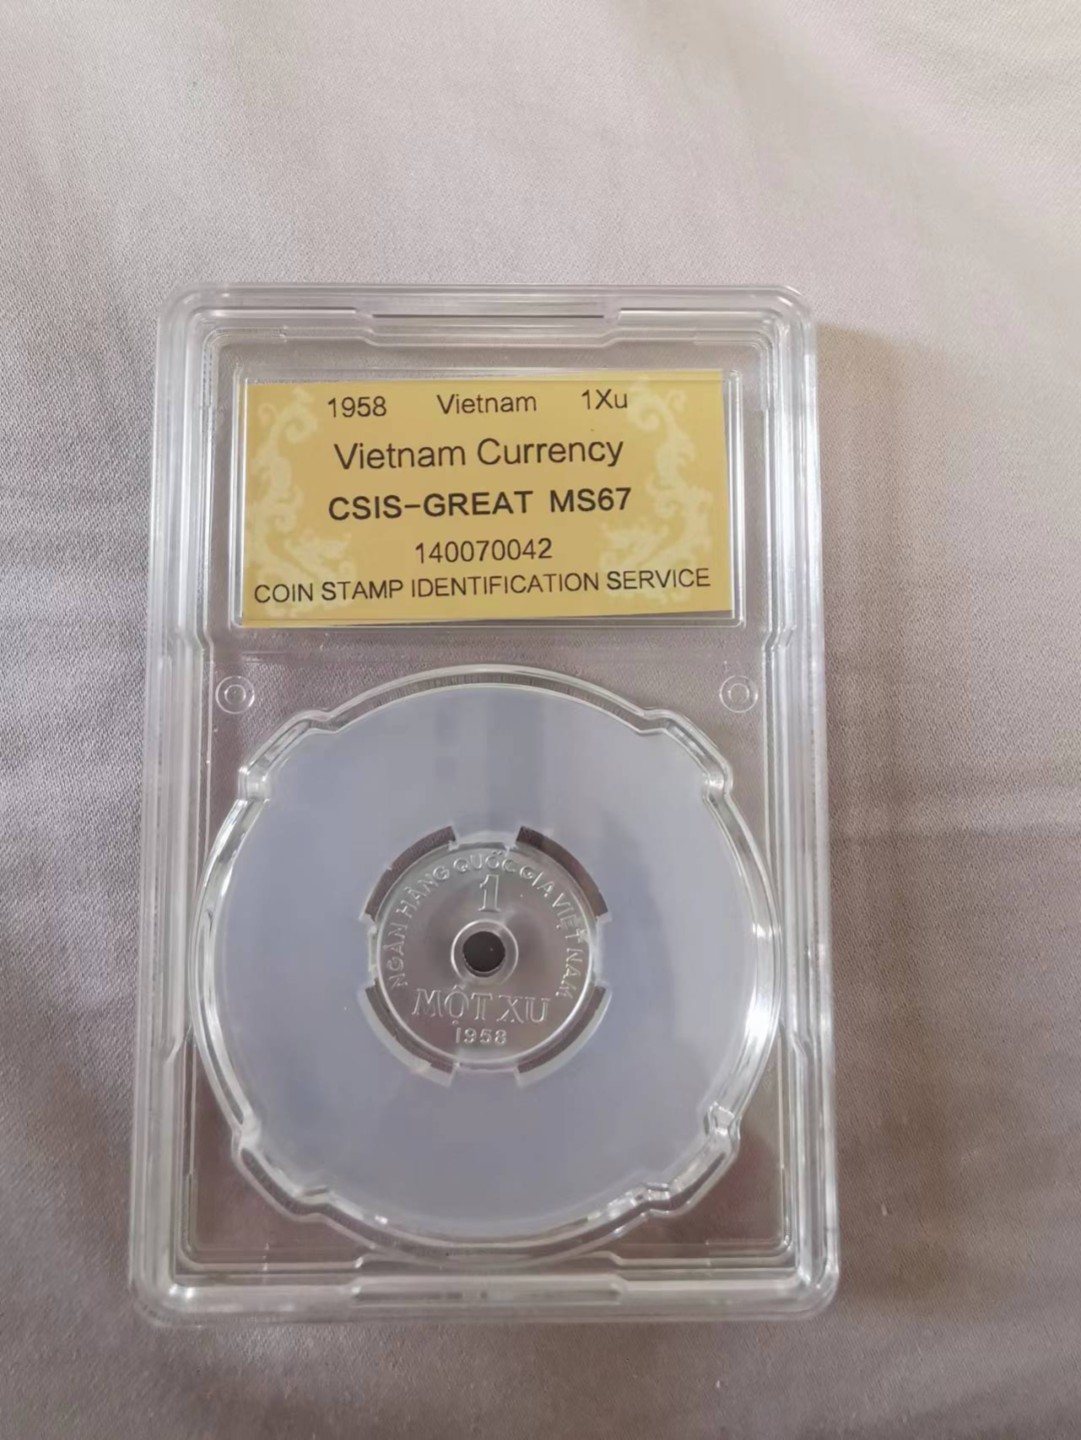 1958 Vietnam 1Xu
Vietnam Currency
CSIS-GREAT MS67
140070042
COIN STAMP IDENTIFICATION SERVICE
NGÂN HÀNG QUỐC GIA VIỆT NAM
1
MỘT XU
1958